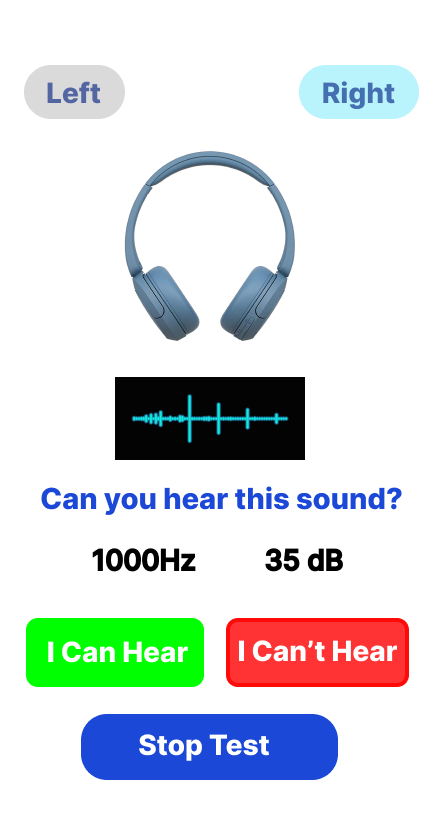 Left Right
Can you hear this sound?
1000Hz 35 dB
I Can Hear I Can’t Hear
Stop Test